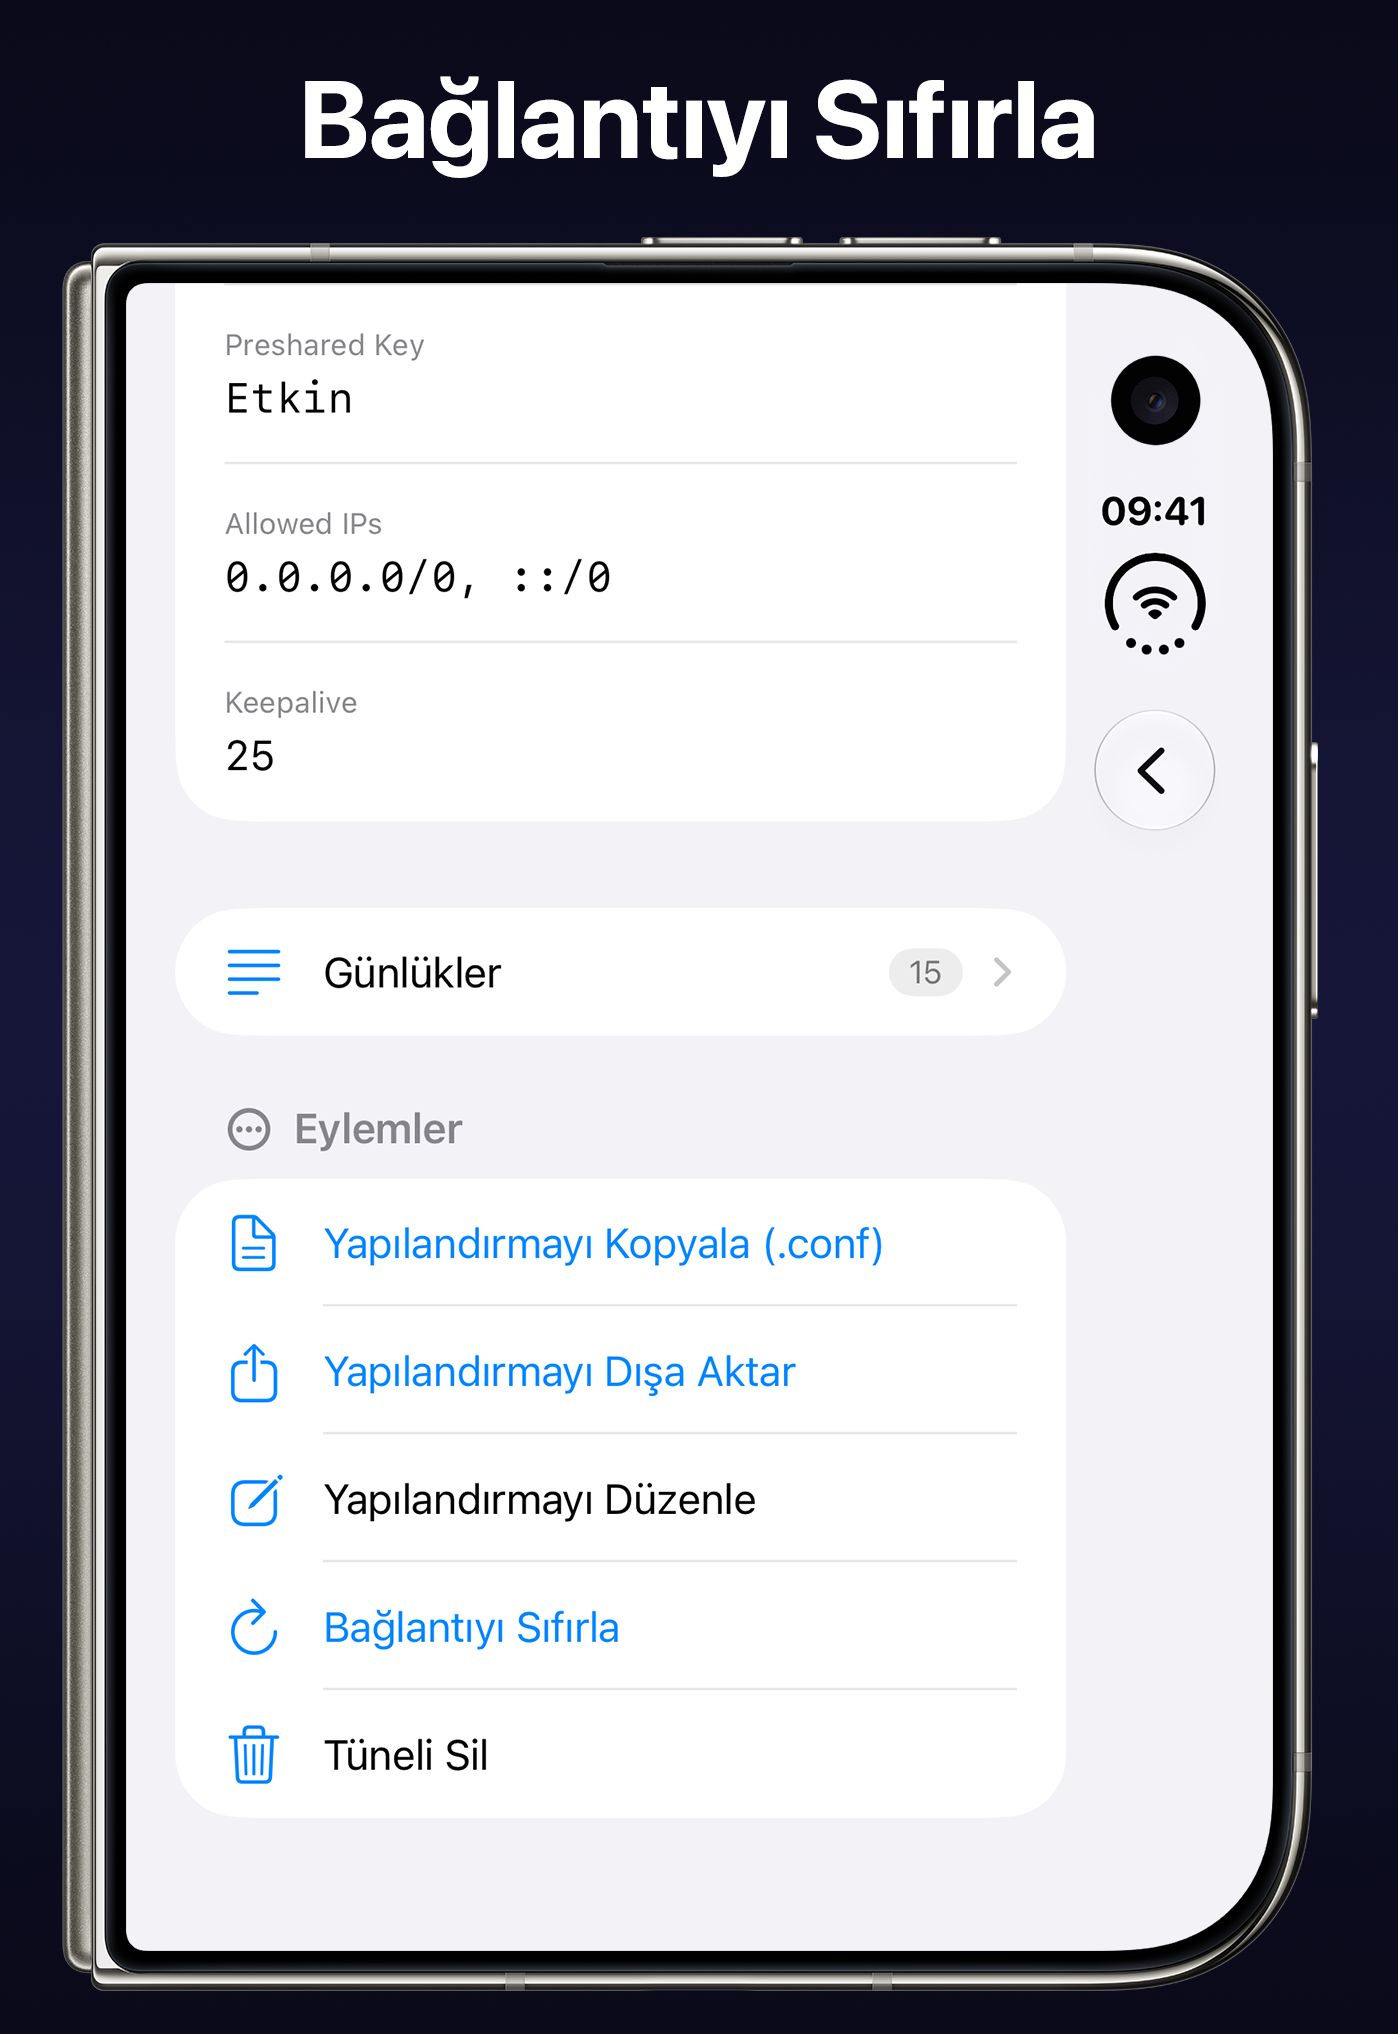 Bağlantıyı Sıfırla
Preshared Key
Etkin
Allowed IPs
0.0.0.0/0, ::/0
Keepalive
25
09:41
Günlükler
15
Eylemler
Yapılandırmayı Kopyala (.conf)
Yapılandırmayı Dışa Aktar
Yapılandırmayı Düzenle
Bağlantıyı Sıfırla
Tüneli Sil